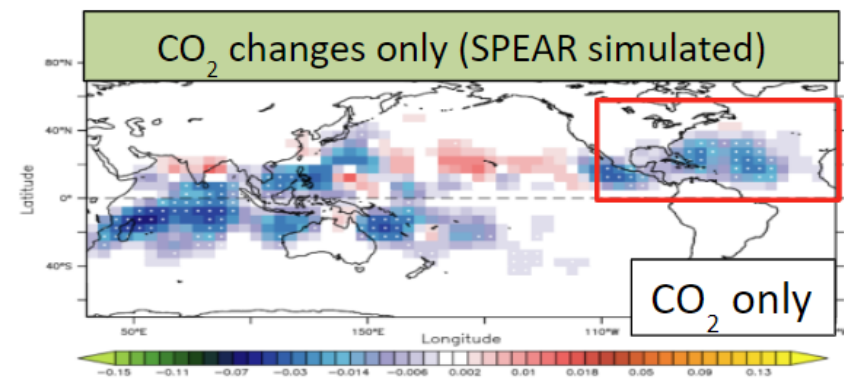 CO₂ changes only (SPEAR simulated)
80°N
40°N
0°
40°S
Latitude
CO₂ only
50°E 150°E 110°W
Longitude
−0.15 −0.11 −0.07 −0.03 −0.014 −0.006 0.002 0.01 0.018 0.05 0.09 0.13